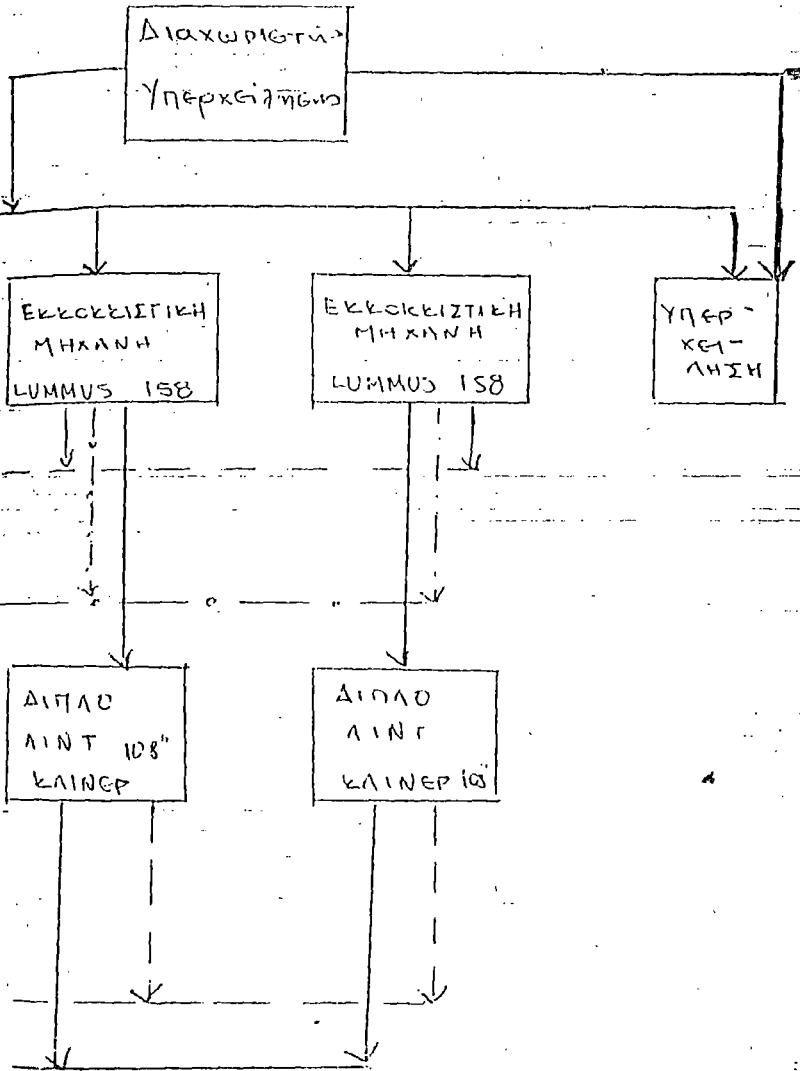 Διαχωριστής
Υπερχείλησης
ΕΚΚΟΚΚΙΣΤΙΚΗ
ΜΗΧΑΝΗ
LUMMUS 158
ΕΚΚΟΚΚΙΣΤΙΚΗ
ΜΗΧΑΝΗ
LUMMUS 158
ΥΠΕΡ-
ΧΕΙ-
ΛΗΣΗ
ΔΙΠΛΟ
ΛΙΝΤ 108"
ΚΛΙΝΕΡ
ΔΙΠΛΟ
ΛΙΝΤ
ΚΛΙΝΕΡ